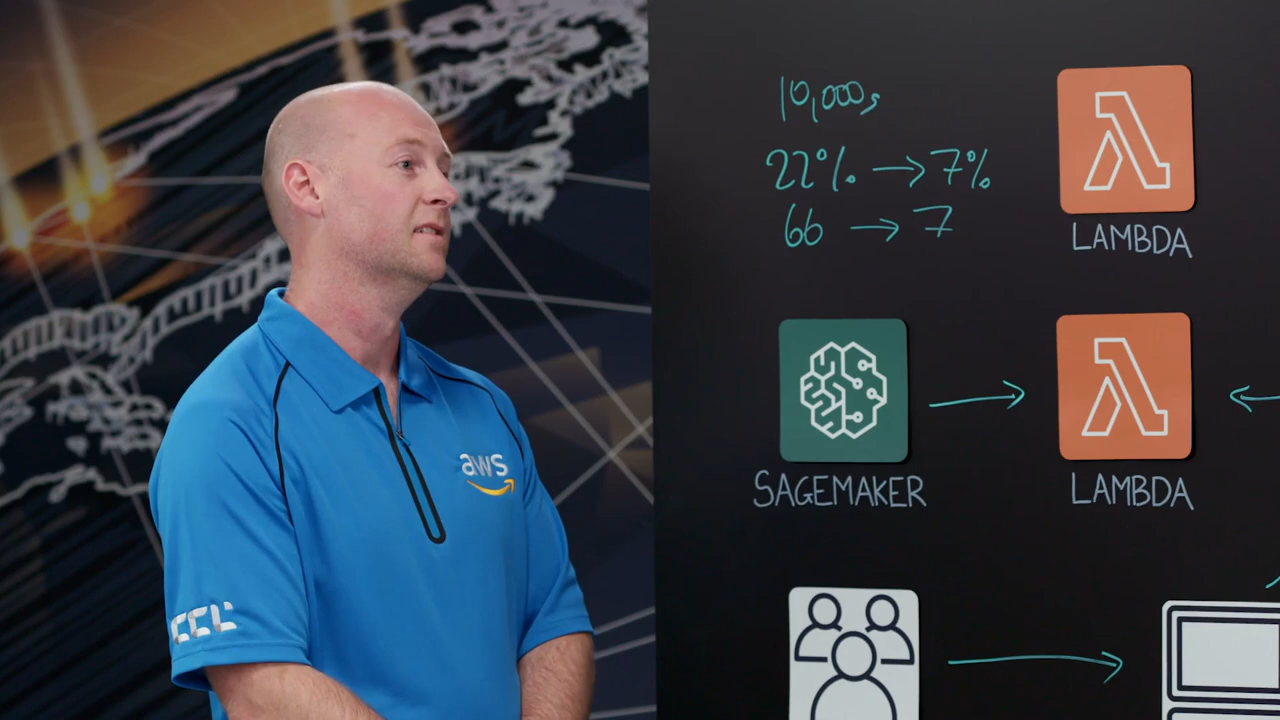 10,000s
22% → 7%
66 → 7
LAMBDA
SAGEMAKER
LAMBDA
aws
CCL